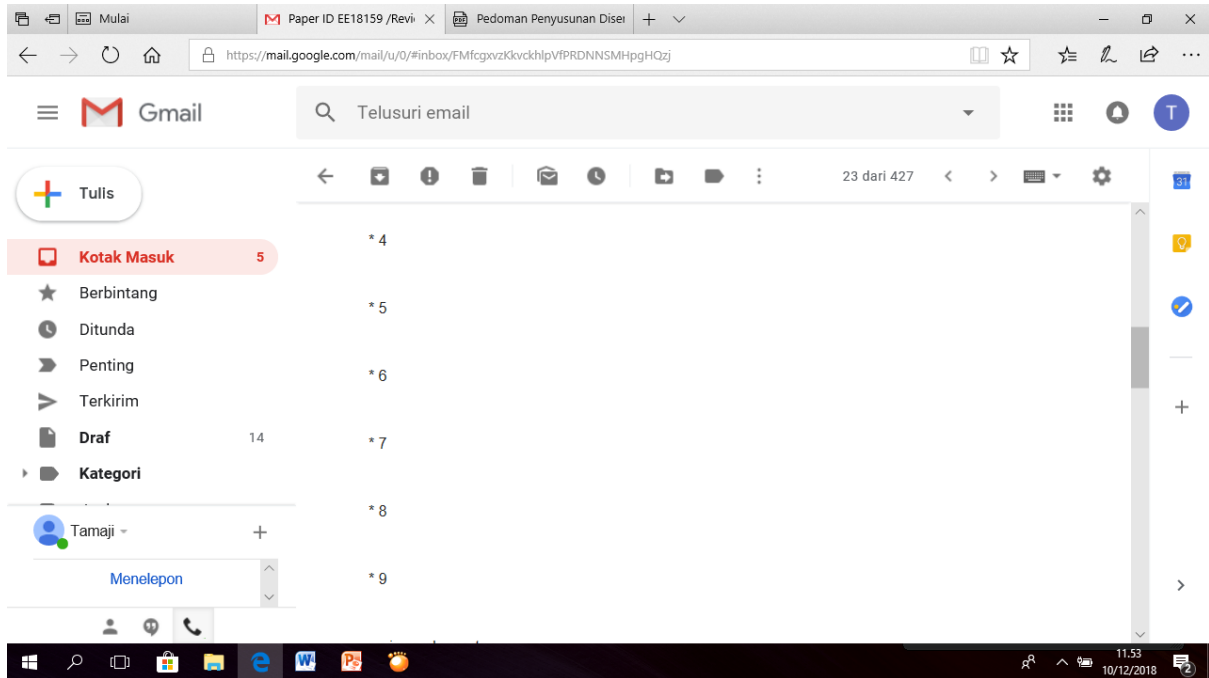 Mulai
Paper ID EE18159 /Revi
Pedoman Penyusunan Diser
https://mail.google.com/mail/u/0/#inbox/FMfcgxvzKkvckhlpVfPRDNNSMHpgHQzj
Gmail
Telusuri email
T
Tulis
23 dari 427
31
Kotak Masuk 5
Berbintang
Ditunda
Penting
Terkirim
Draf 14
Kategori
* 4
* 5
* 6
* 7
* 8
* 9
Tamaji
Menelepon
11.53
10/12/2018
2